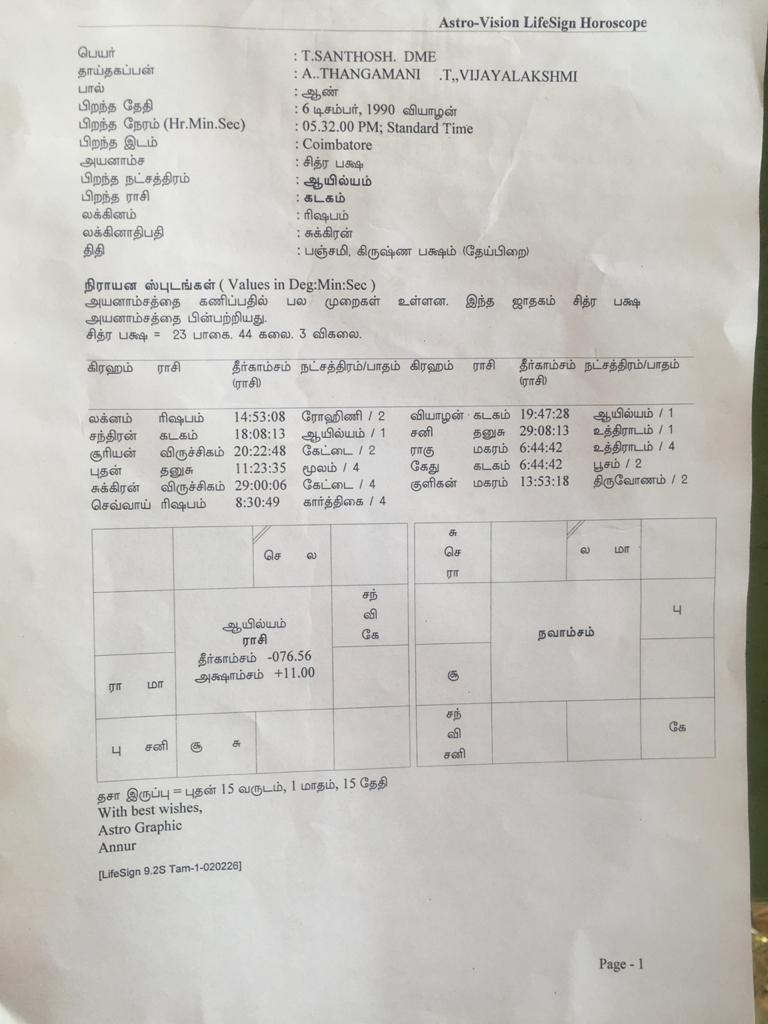 Astro-Vision LifeSign Horoscope
பெயர் : T.SANTHOSH. DME
தாய்தகப்பன் : A..THANGAMANI .T,,VIJAYALAKSHMI
பால் : ஆண்
பிறந்த தேதி : 6 டிசம்பர், 1990 வியாழன்
பிறந்த நேரம் (Hr.Min.Sec) : 05.32.00 PM; Standard Time
பிறந்த இடம் : Coimbatore
அயனாம்ச : சித்ர பக்ஷ
பிறந்த நட்சத்திரம் : ஆயில்யம்
பிறந்த ராசி : கடகம்
லக்கினம் : ரிஷபம்
லக்கினாதிபதி : சுக்கிரன்
திதி : பஞ்சமி, கிருஷ்ண பக்ஷம் (தேய்பிறை)
நிராயன ஸ்புடங்கள் ( Values in Deg:Min:Sec )
அயனாம்சத்தை கணிப்பதில் பல முறைகள் உள்ளன. இந்த ஜாதகம் சித்ர பக்ஷ
அயனாம்சத்தை பின்பற்றியது.
சித்ர பக்ஷ = 23 பாகை. 44 கலை. 3 விகலை.
கிரஹம் ராசி தீர்காம்சம் நட்சத்திரம்/பாதம் கிரஹம் ராசி தீர்காம்சம் நட்சத்திரம்/பாதம்
(ராசி) (ராசி)
லக்னம் ரிஷபம் 14:53:08 ரோஹிணி / 2 வியாழன் கடகம் 19:47:28 ஆயில்யம் / 1
சந்திரன் கடகம் 18:08:13 ஆயில்யம் / 1 சனி தனுசு 29:08:13 உத்திராடம் / 1
சூரியன் விருச்சிகம் 20:22:48 கேட்டை / 2 ராகு மகரம் 6:44:42 உத்திராடம் / 4
புதன் தனுசு 11:23:35 மூலம் / 4 கேது கடகம் 6:44:42 பூசம் / 2
சுக்கிரன் விருச்சிகம் 29:00:06 கேட்டை / 4 குளிகன் மகரம் 13:53:18 திருவோணம் / 2
செவ்வாய் ரிஷபம் 8:30:49 கார்த்திகை / 4
செ ல
சந்
வி
கே
ஆயில்யம்
ராசி
தீர்காம்சம் -076.56
அக்ஷாம்சம் +11.00
ரா மா
பு சனி சூ சு
சு
செ
ரா
ல மா
பு
நவாம்சம்
சூ
சந்
வி
சனி
கே
தசா இருப்பு = புதன் 15 வருடம், 1 மாதம், 15 தேதி
With best wishes,
Astro Graphic
Annur
[LifeSign 9.2S Tam-1-020226]
Page - 1